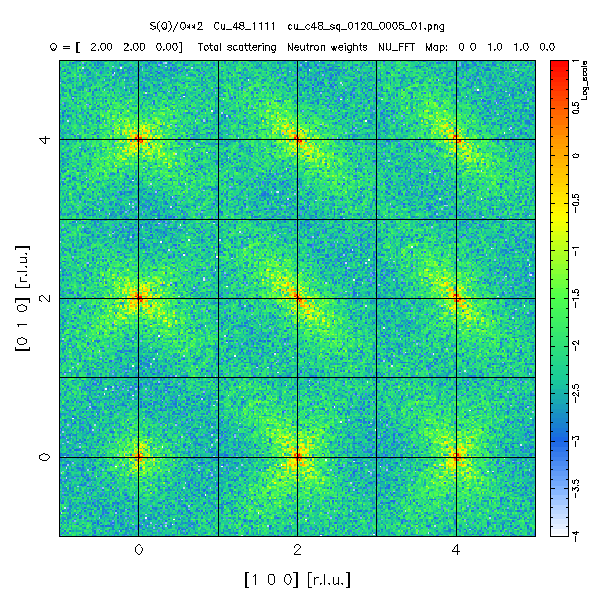 S(Q)/Q**2 Cu_48_1111 cu_c48_sq_0120_0005_01.png
Q = [ 2.00 2.00 0.00] Total scattering Neutron weights NU_FFT Map: 0 0 1.0 1.0 0.0
1
0.5
0
-0.5
-1
-1.5
-2
-2.5
-3
-3.5
-4
Log_scale
4
2
0
[0 1 0] [r.l.u.]
0 2 4
[1 0 0] [r.l.u.]